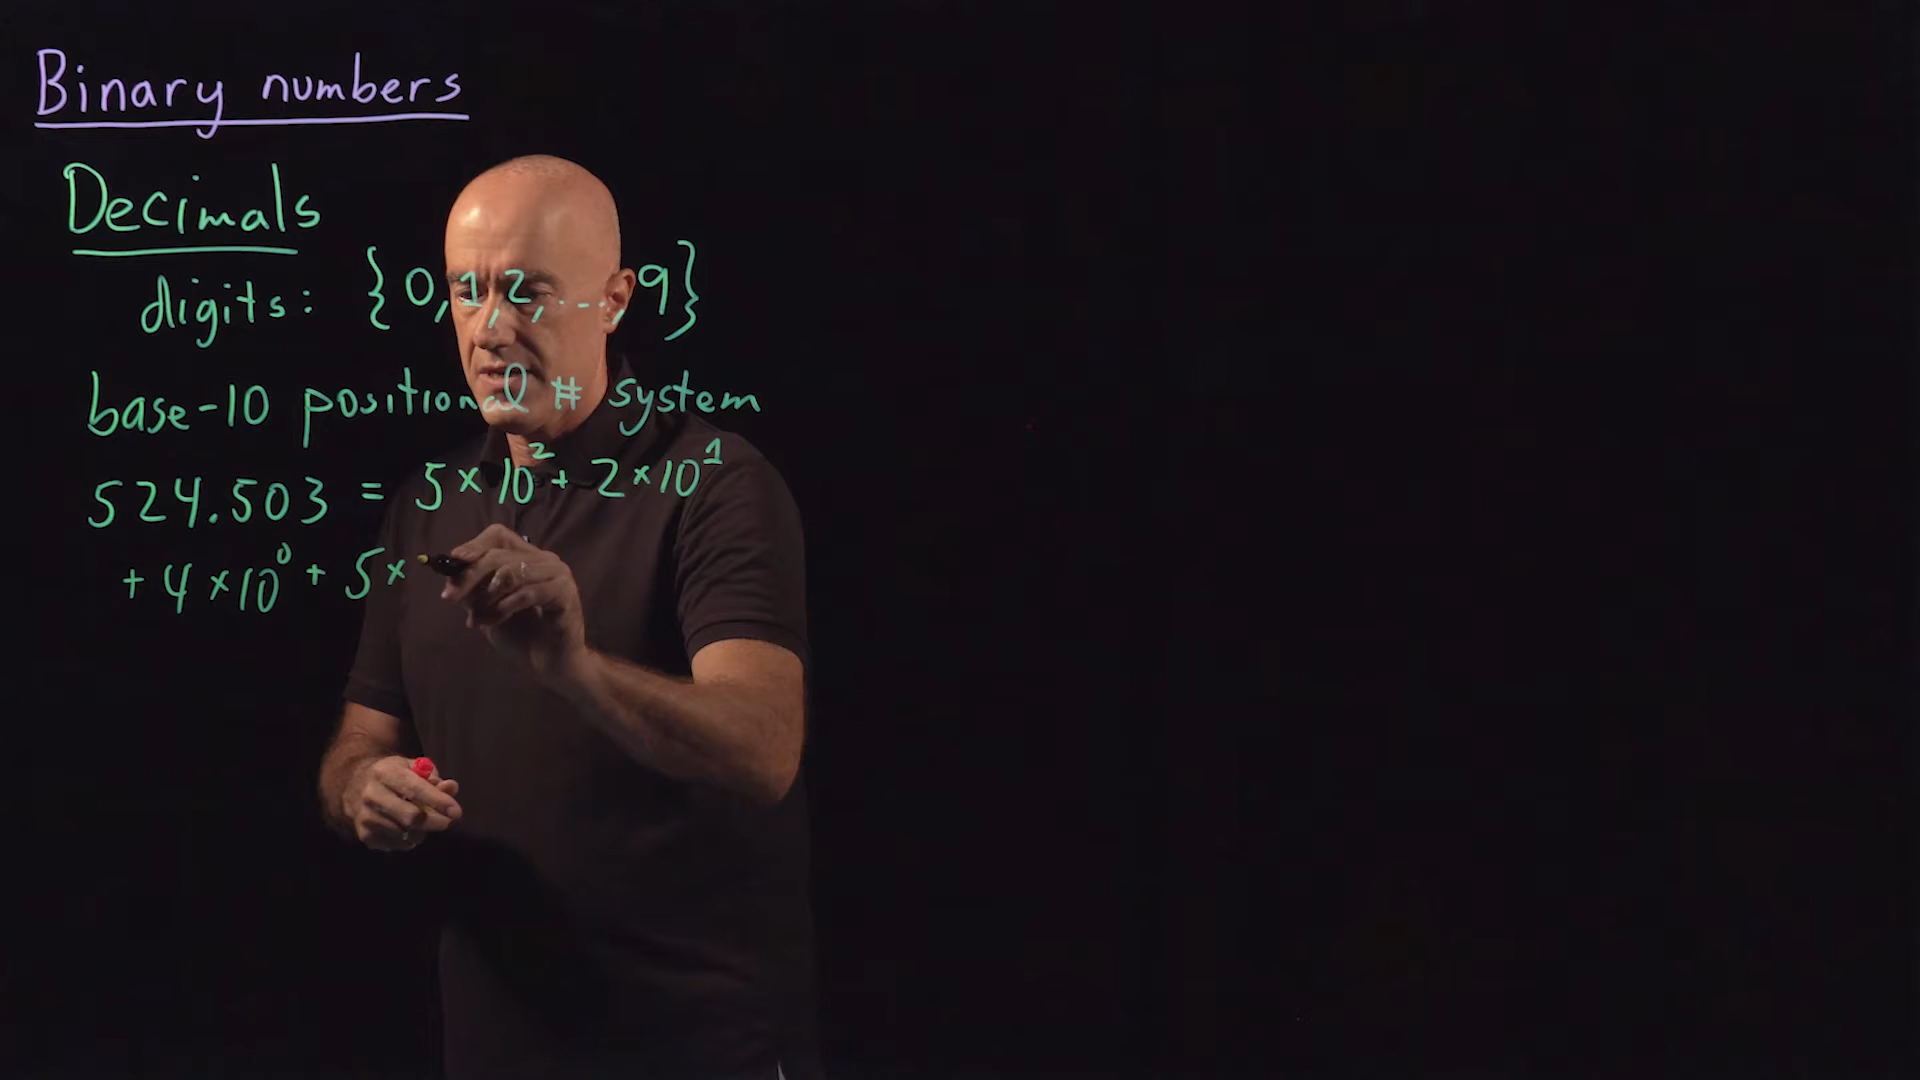 Binary numbers
Decimals
digits: {0,1,2,...,9}
base-10 positional # system
524.503 = 5×10² + 2×10¹
+ 4×10⁰ + 5×